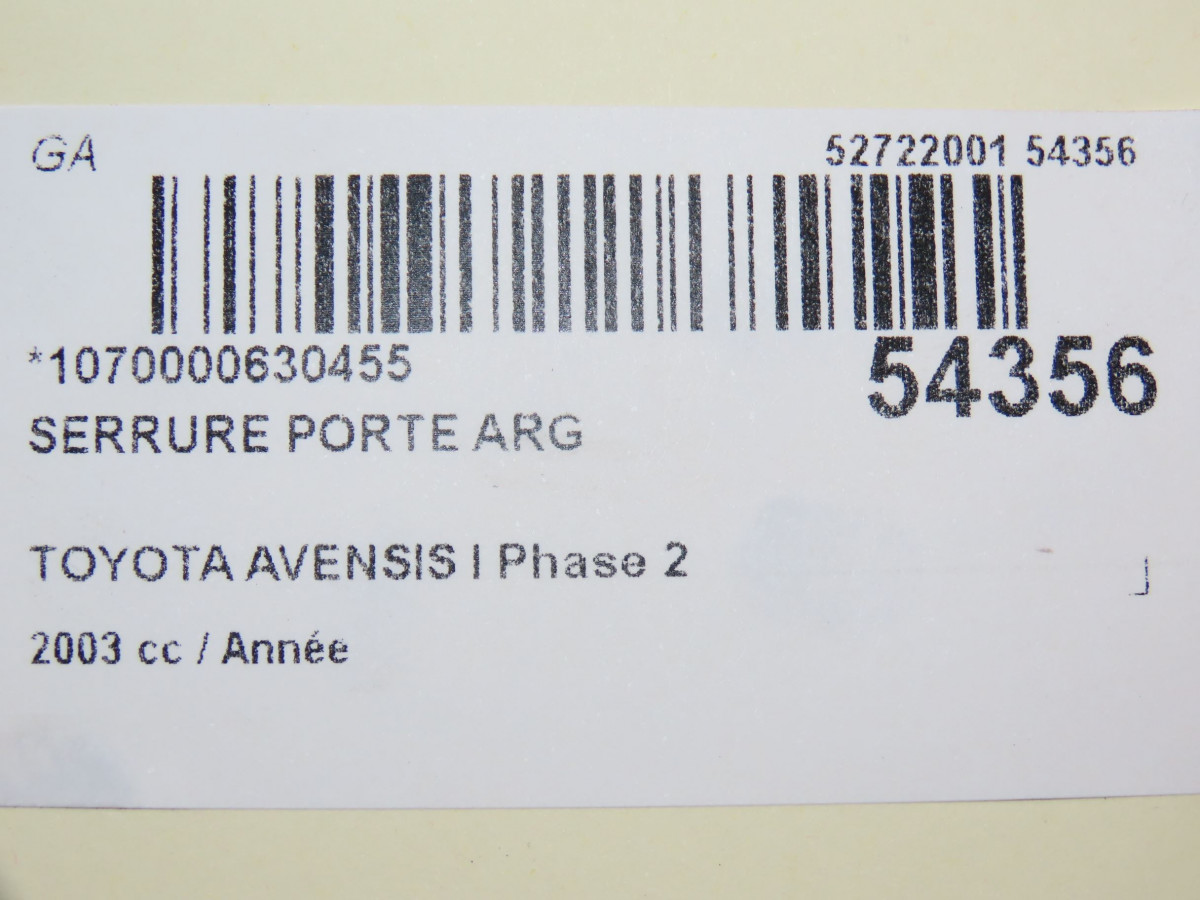 GA
52722001 54356
*1070000630455
54356
SERRURE PORTE ARG
TOYOTA AVENSIS I Phase 2
2003 cc / Année